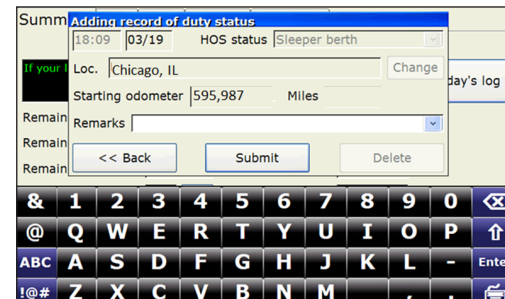 Summ
Adding record of duty status
18:09 03/19 HOS status Sleeper berth
If your
Loc. Chicago, IL Change
day's log
Starting odometer 595,987 Miles
Remain
Remarks
Remain
<< Back Submit Delete
Remain
& 1 2 3 4 5 6 7 8 9 0
@ Q W E R T Y U I O P
ABC A S D F G H J K L - Ente
!@# Z X C V B N M , .